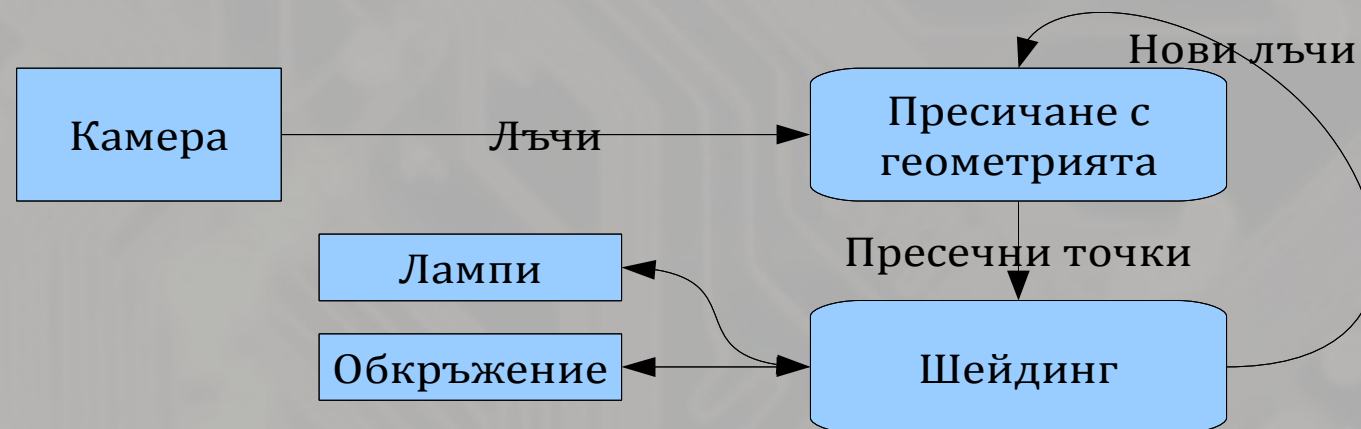 Нови лъчи
Камера
Лъчи
Пресичане с
геометрията
Пресечни точки
Лампи
Обкръжение
Шейдинг